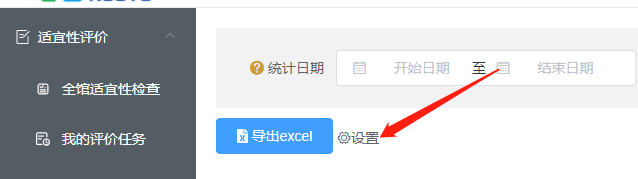 适宜性评价
全馆适宜性检查
我的评价任务
统计日期 开始日期 至 结束日期
导出excel 设置